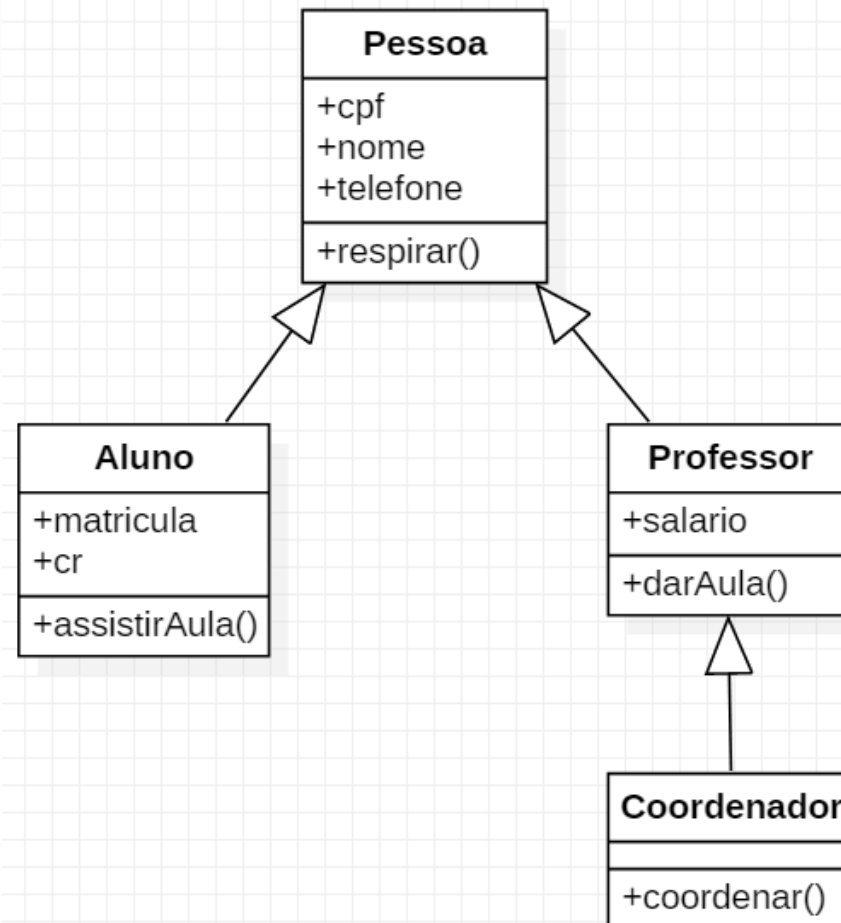 Pessoa
+cpf
+nome
+telefone
+respirar()
Aluno
+matricula
+cr
+assistirAula()
Professor
+salario
+darAula()
Coordenador
+coordenar()